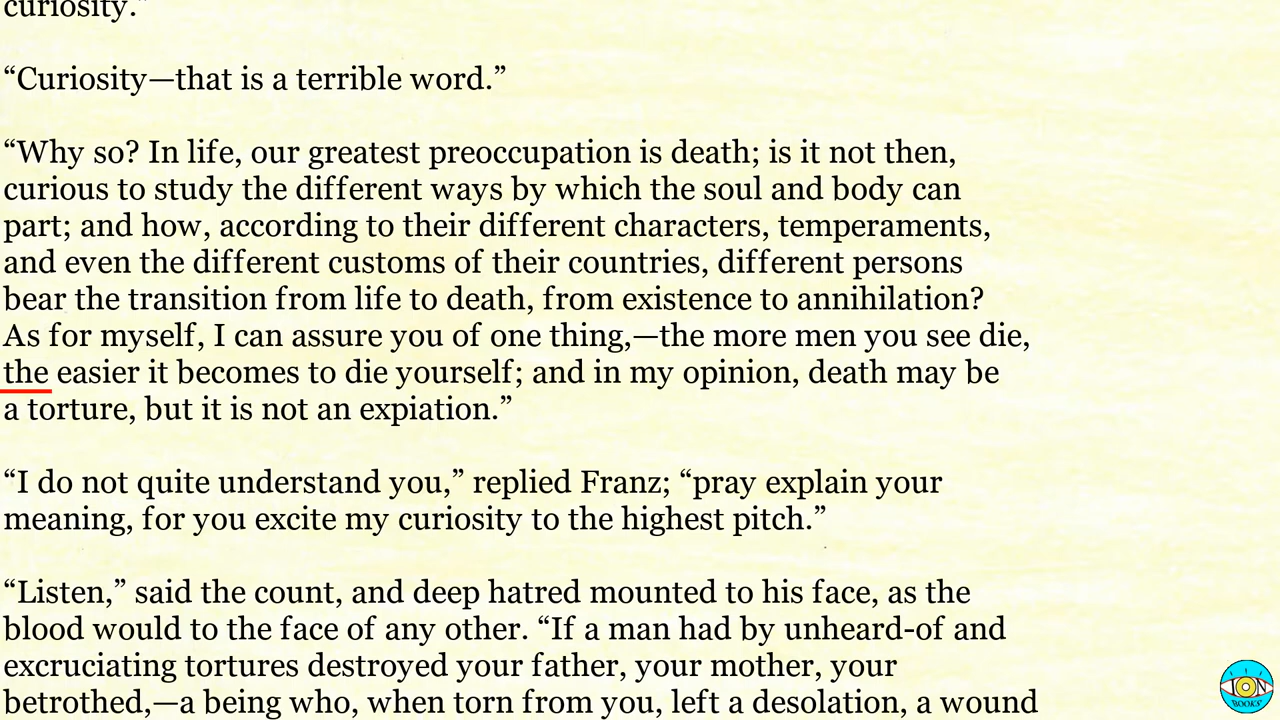 curiosity.”
“Curiosity—that is a terrible word.”
“Why so? In life, our greatest preoccupation is death; is it not then,
curious to study the different ways by which the soul and body can
part; and how, according to their different characters, temperaments,
and even the different customs of their countries, different persons
bear the transition from life to death, from existence to annihilation?
As for myself, I can assure you of one thing,—the more men you see die,
the easier it becomes to die yourself; and in my opinion, death may be
a torture, but it is not an expiation.”
“I do not quite understand you,” replied Franz; “pray explain your
meaning, for you excite my curiosity to the highest pitch.”
“Listen,” said the count, and deep hatred mounted to his face, as the
blood would to the face of any other. “If a man had by unheard-of and
excruciating tortures destroyed your father, your mother, your
betrothed,—a being who, when torn from you, left a desolation, a wound
ION
BOOKS